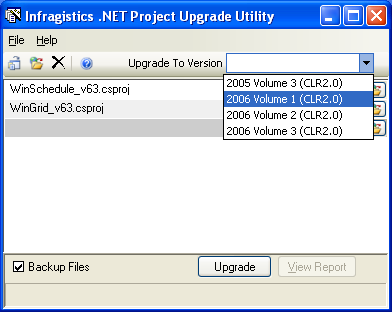 Infragistics .NET Project Upgrade Utility
File Help
Upgrade To Version
2005 Volume 3 (CLR2.0)
WinSchedule_v63.csproj
2006 Volume 1 (CLR2.0)
WinGrid_v63.csproj
2006 Volume 2 (CLR2.0)
2006 Volume 3 (CLR2.0)
Backup Files
Upgrade
View Report